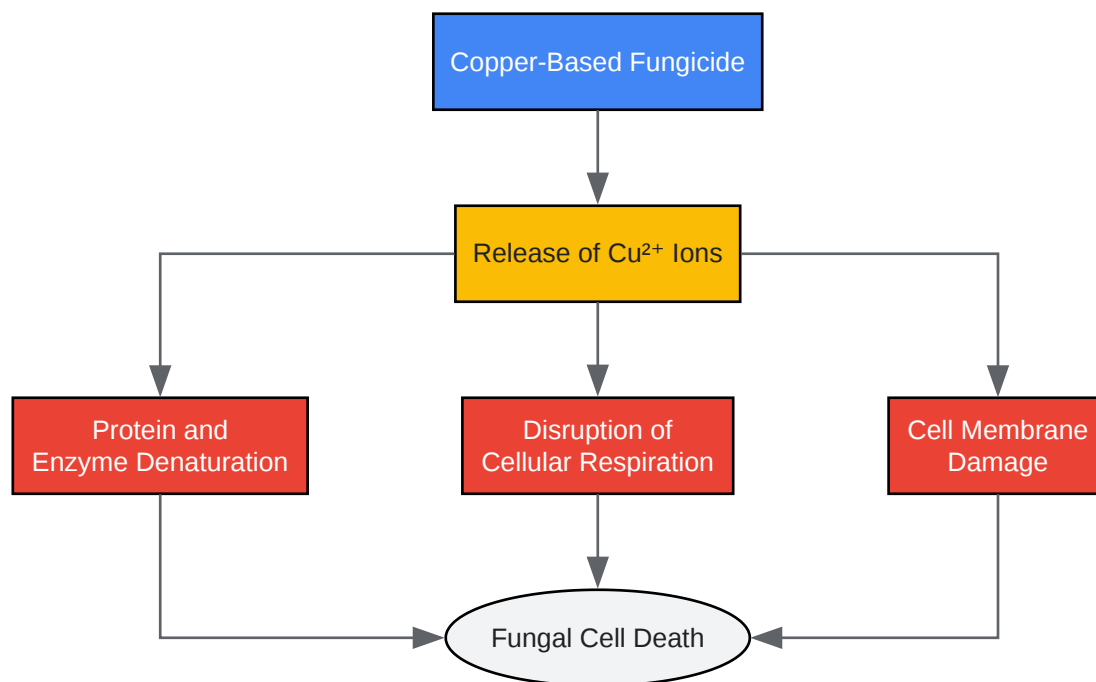 Copper-Based Fungicide
Release of Cu²⁺ Ions
Protein and
Enzyme Denaturation
Disruption of
Cellular Respiration
Cell Membrane
Damage
Fungal Cell Death